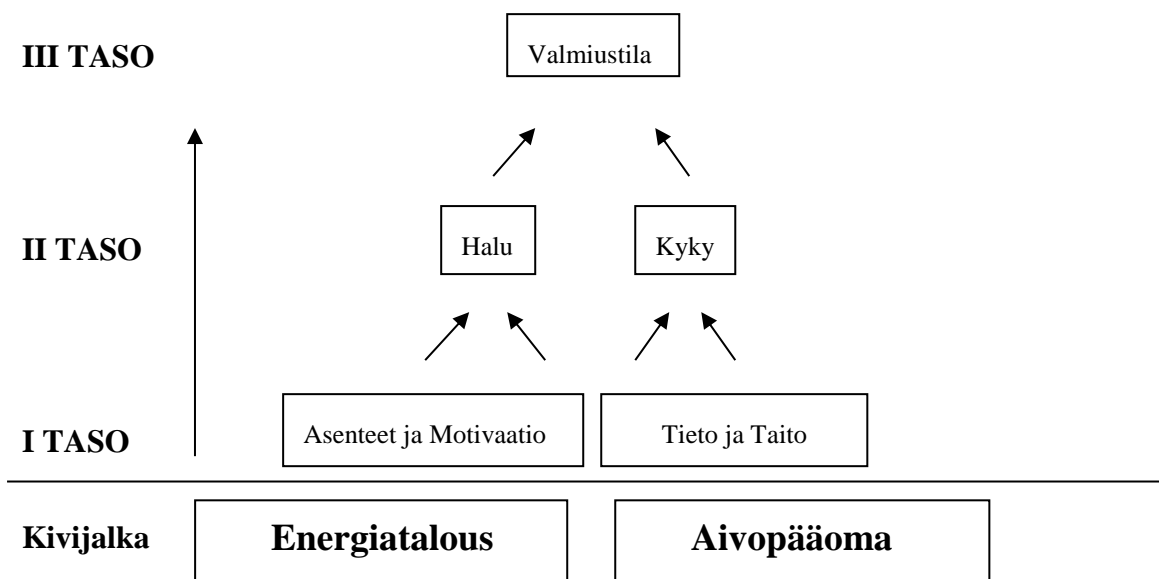 III TASO Valmiustila
II TASO Halu Kyky
I TASO Asenteet ja Motivaatio Tieto ja Taito
Kivijalka Energiatalous Aivopääoma